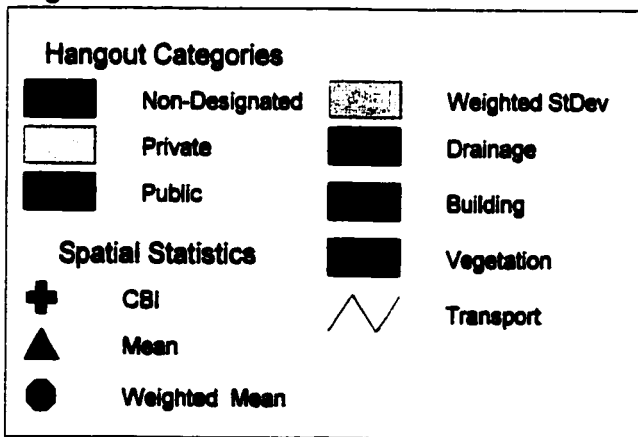 Hangout Categories
Non-Designated
Private
Public
Spatial Statistics
CBI
Mean
Weighted Mean
Weighted StDev
Drainage
Building
Vegetation
Transport